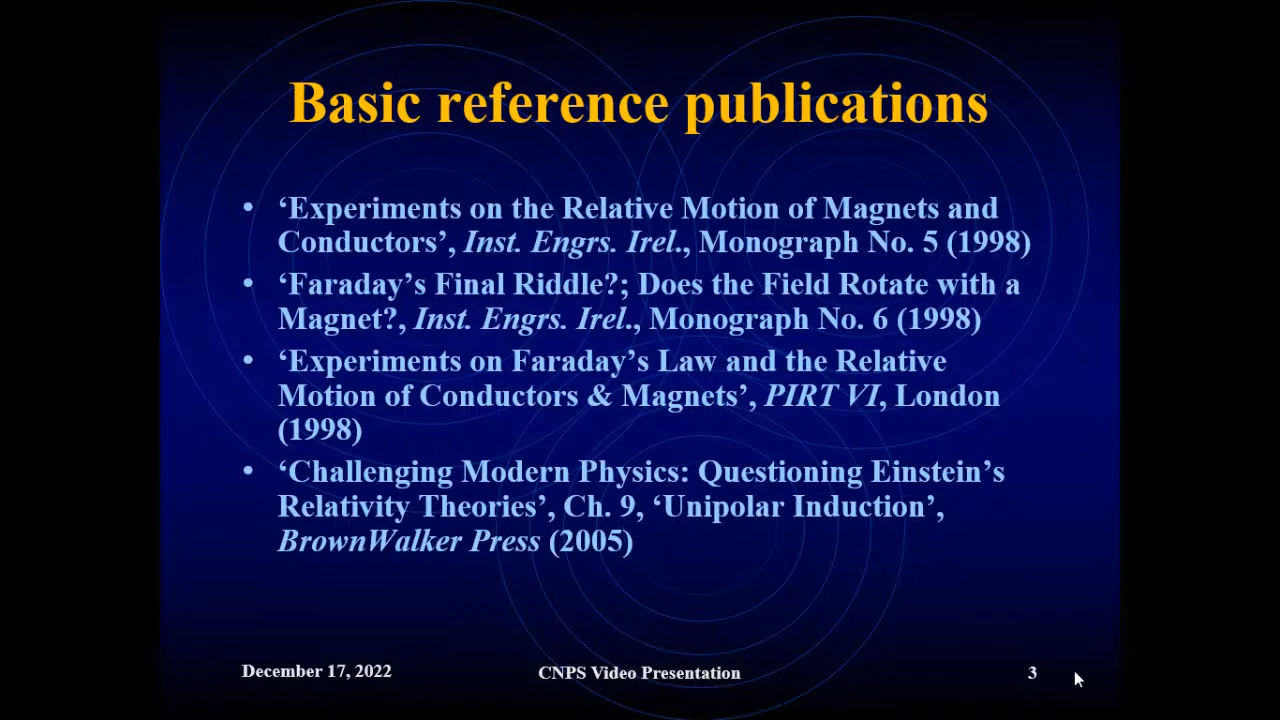 Basic reference publications
• ‘Experiments on the Relative Motion of Magnets and
Conductors’, Inst. Engrs. Irel., Monograph No. 5 (1998)
• ‘Faraday’s Final Riddle?; Does the Field Rotate with a
Magnet?, Inst. Engrs. Irel., Monograph No. 6 (1998)
• ‘Experiments on Faraday’s Law and the Relative
Motion of Conductors & Magnets’, PIRT VI, London
(1998)
• ‘Challenging Modern Physics: Questioning Einstein’s
Relativity Theories’, Ch. 9, ‘Unipolar Induction’,
BrownWalker Press (2005)
December 17, 2022
CNPS Video Presentation
3